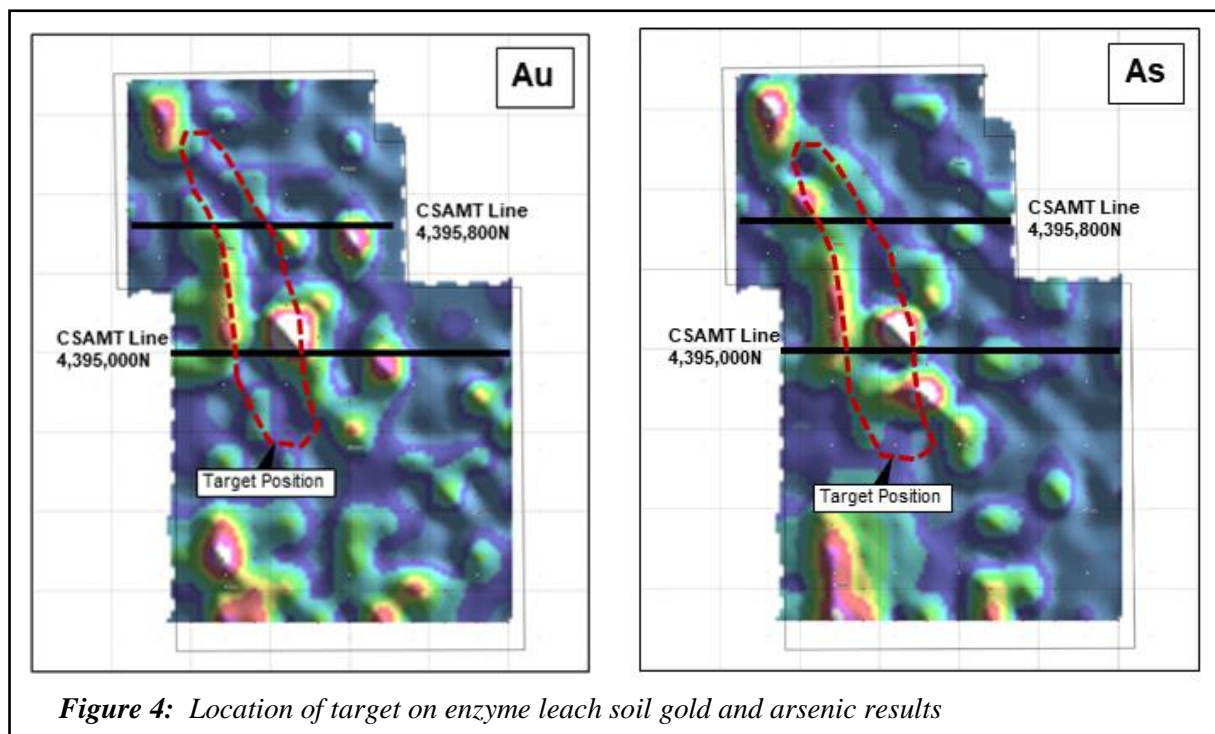 Au
CSAMT Line
4,395,800N
CSAMT Line
4,395,000N
Target Position
As
CSAMT Line
4,395,800N
CSAMT Line
4,395,000N
Target Position
Figure 4: Location of target on enzyme leach soil gold and arsenic results